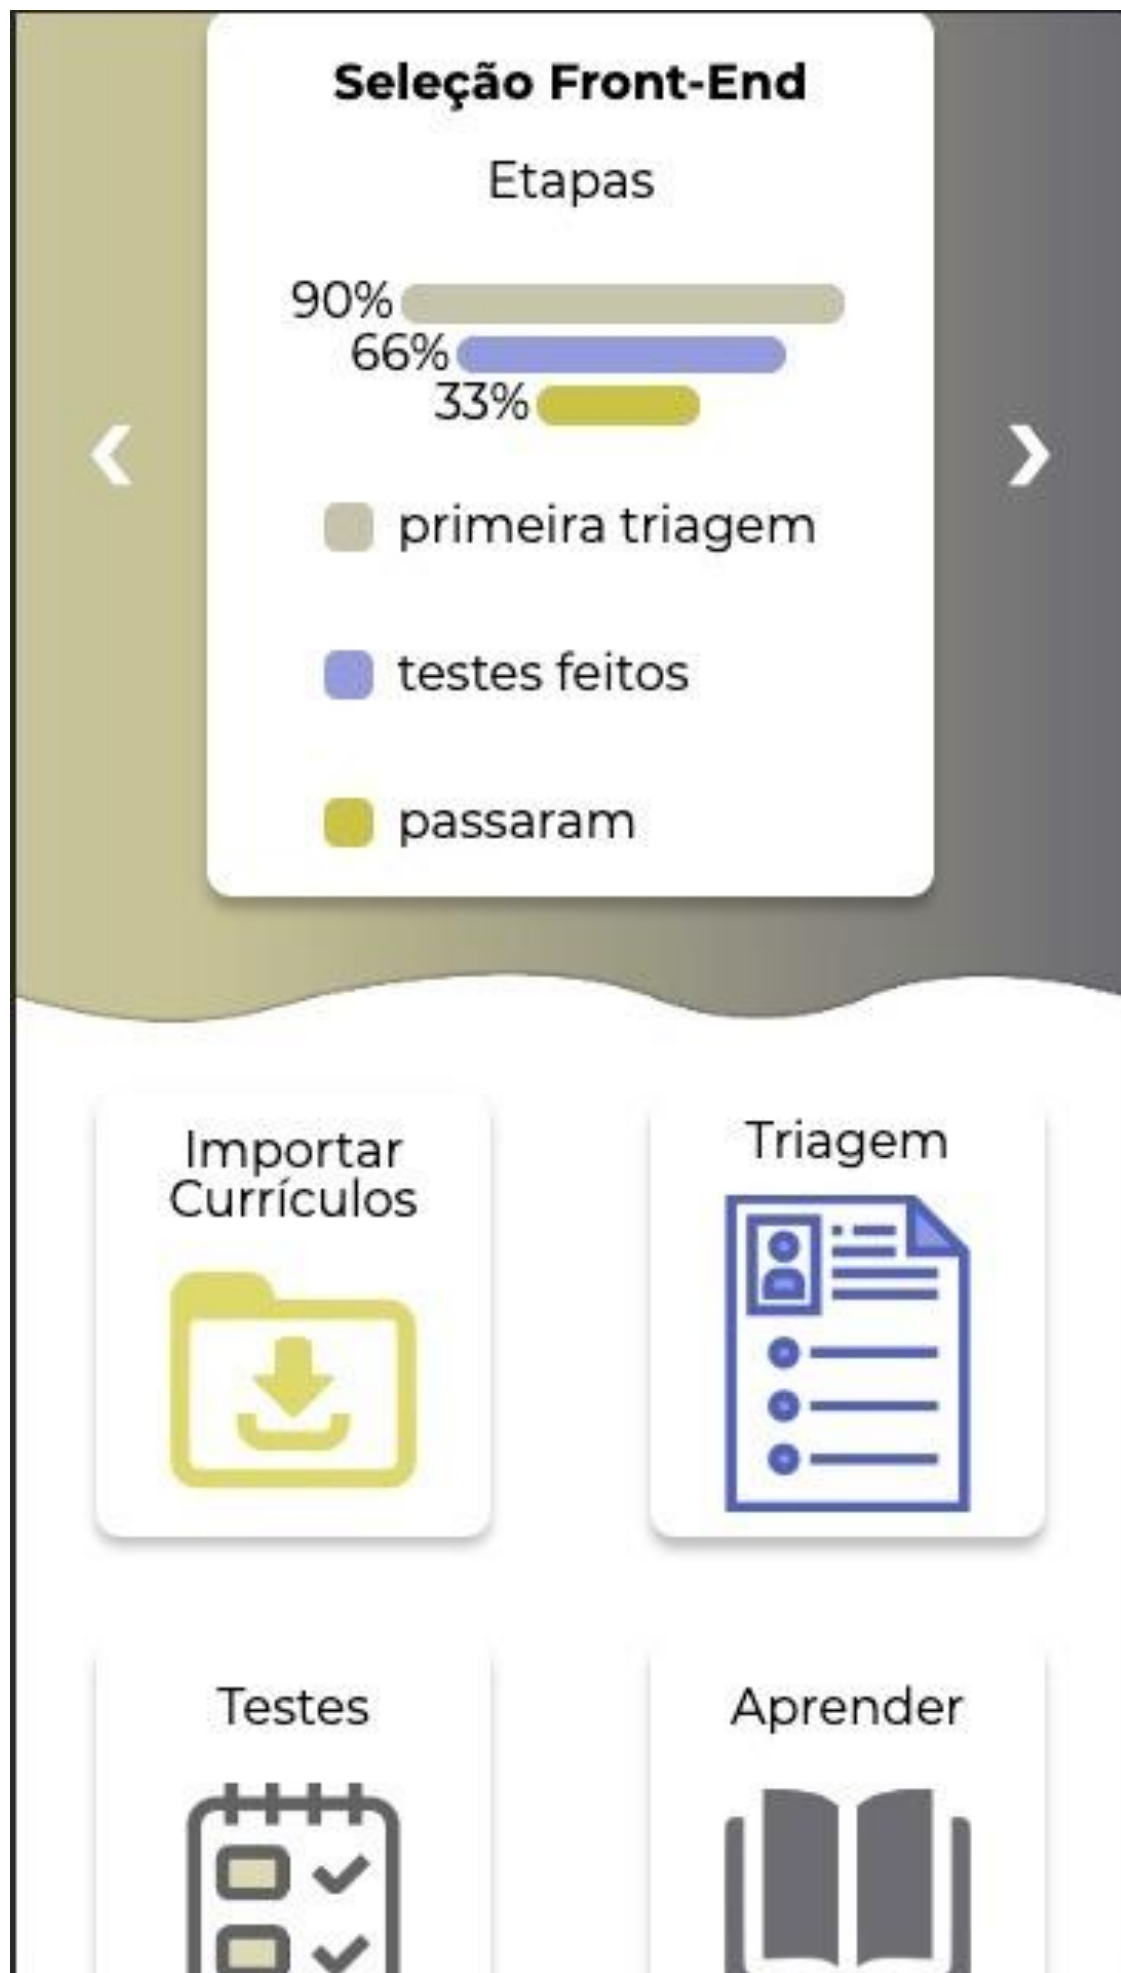 Seleção Front-End
Etapas
90%
66%
33%
primeira triagem
testes feitos
passaram
Importar
Currículos
Triagem
Testes
Aprender